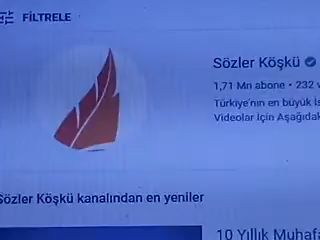 FİLTRELE
Sözler Köşkü
1,71 Mn abone • 232 v
Türkiye'nin en büyük İs
Videolar İçin Aşağıdak
Sözler Köşkü kanalından en yeniler
10 Yıllık Muhafa